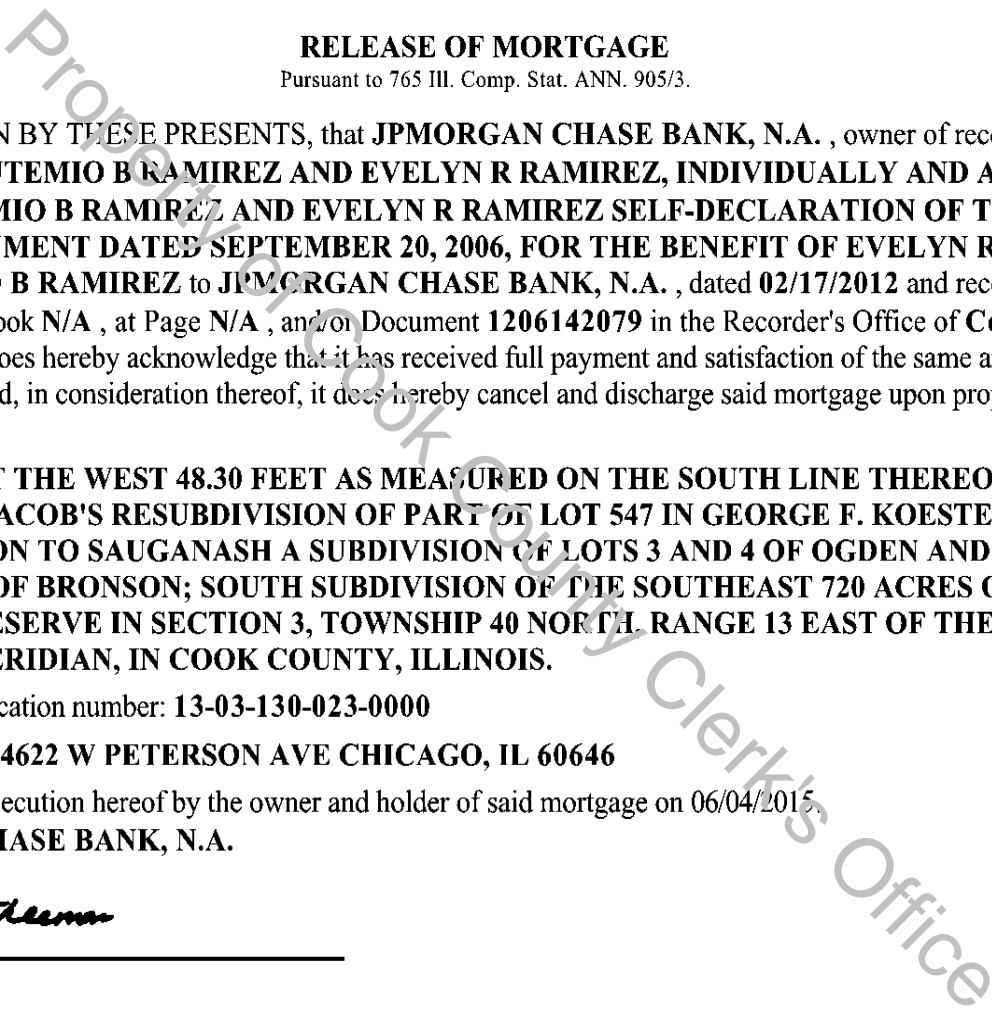 RELEASE OF MORTGAGE
Pursuant to 765 Ill. Comp. Stat. ANN. 905/3.
N BY THESE PRESENTS, that JPMORGAN CHASE BANK, N.A. , owner of rec
UTEMIO B RAMIREZ AND EVELYN R RAMIREZ, INDIVIDUALLY AND A
MIO B RAMIREZ AND EVELYN R RAMIREZ SELF-DECLARATION OF T
UMENT DATED SEPTEMBER 20, 2006, FOR THE BENEFIT OF EVELYN R
B RAMIREZ to JPMORGAN CHASE BANK, N.A. , dated 02/17/2012 and rec
ook N/A , at Page N/A , and/or Document 1206142079 in the Recorder's Office of C
oes hereby acknowledge that it has received full payment and satisfaction of the same a
d, in consideration thereof, it does hereby cancel and discharge said mortgage upon prop
T THE WEST 48.30 FEET AS MEASURED ON THE SOUTH LINE THEREO
ACOB'S RESUBDIVISION OF PART OF LOT 547 IN GEORGE F. KOESTE
ON TO SAUGANASH A SUBDIVISION OF LOTS 3 AND 4 OF OGDEN AND
OF BRONSON; SOUTH SUBDIVISION OF THE SOUTHEAST 720 ACRES O
ESERVE IN SECTION 3, TOWNSHIP 40 NORTH, RANGE 13 EAST OF THE
ERIDIAN, IN COOK COUNTY, ILLINOIS.
cation number: 13-03-130-023-0000
4622 W PETERSON AVE CHICAGO, IL 60646
ecution hereof by the owner and holder of said mortgage on 06/04/2015.
HASE BANK, N.A.
Property of Cook County Clerk's Office